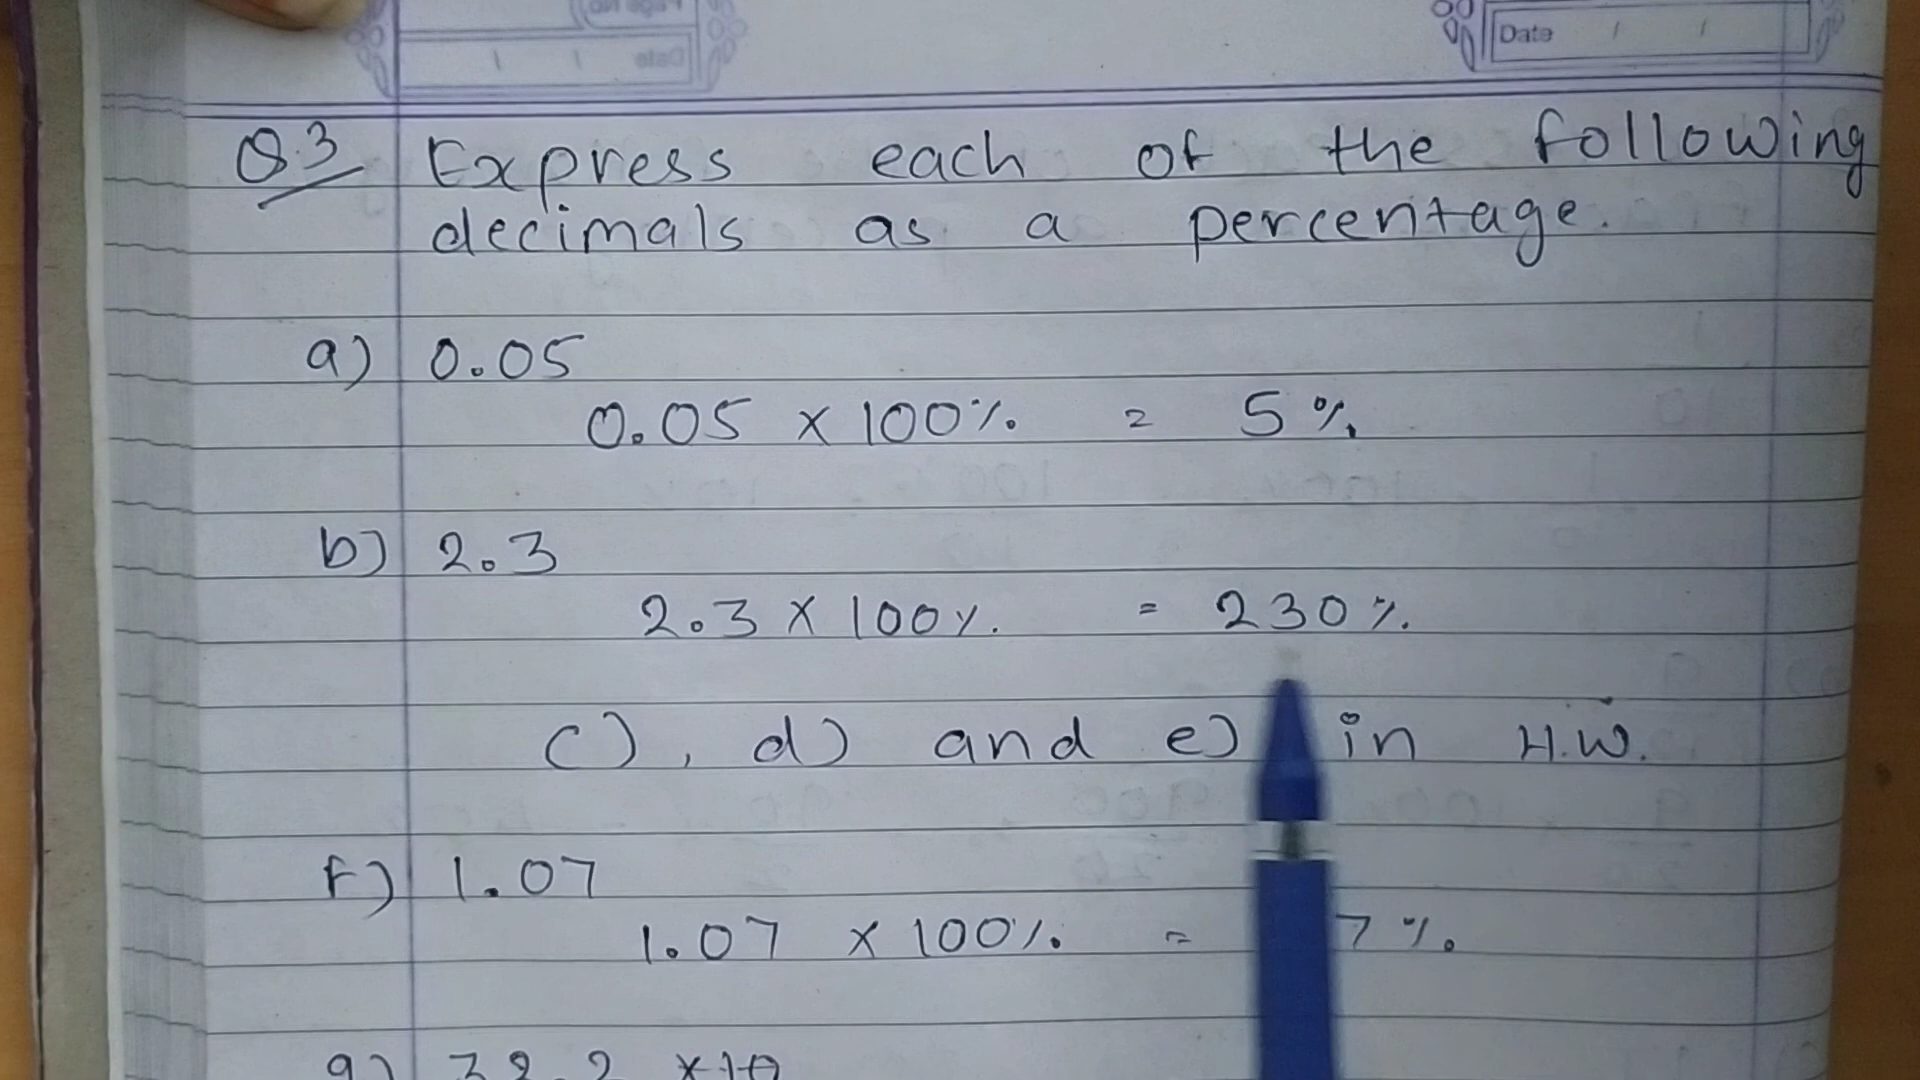 Date / /
Q.3 Express each of the following
decimals as a percentage.
a) 0.05
0.05 x 100% = 5%
b) 2.3
2.3 x 100% = 230%
c), d) and e) in H.W.
f) 1.07
1.07 x 100% = 7%